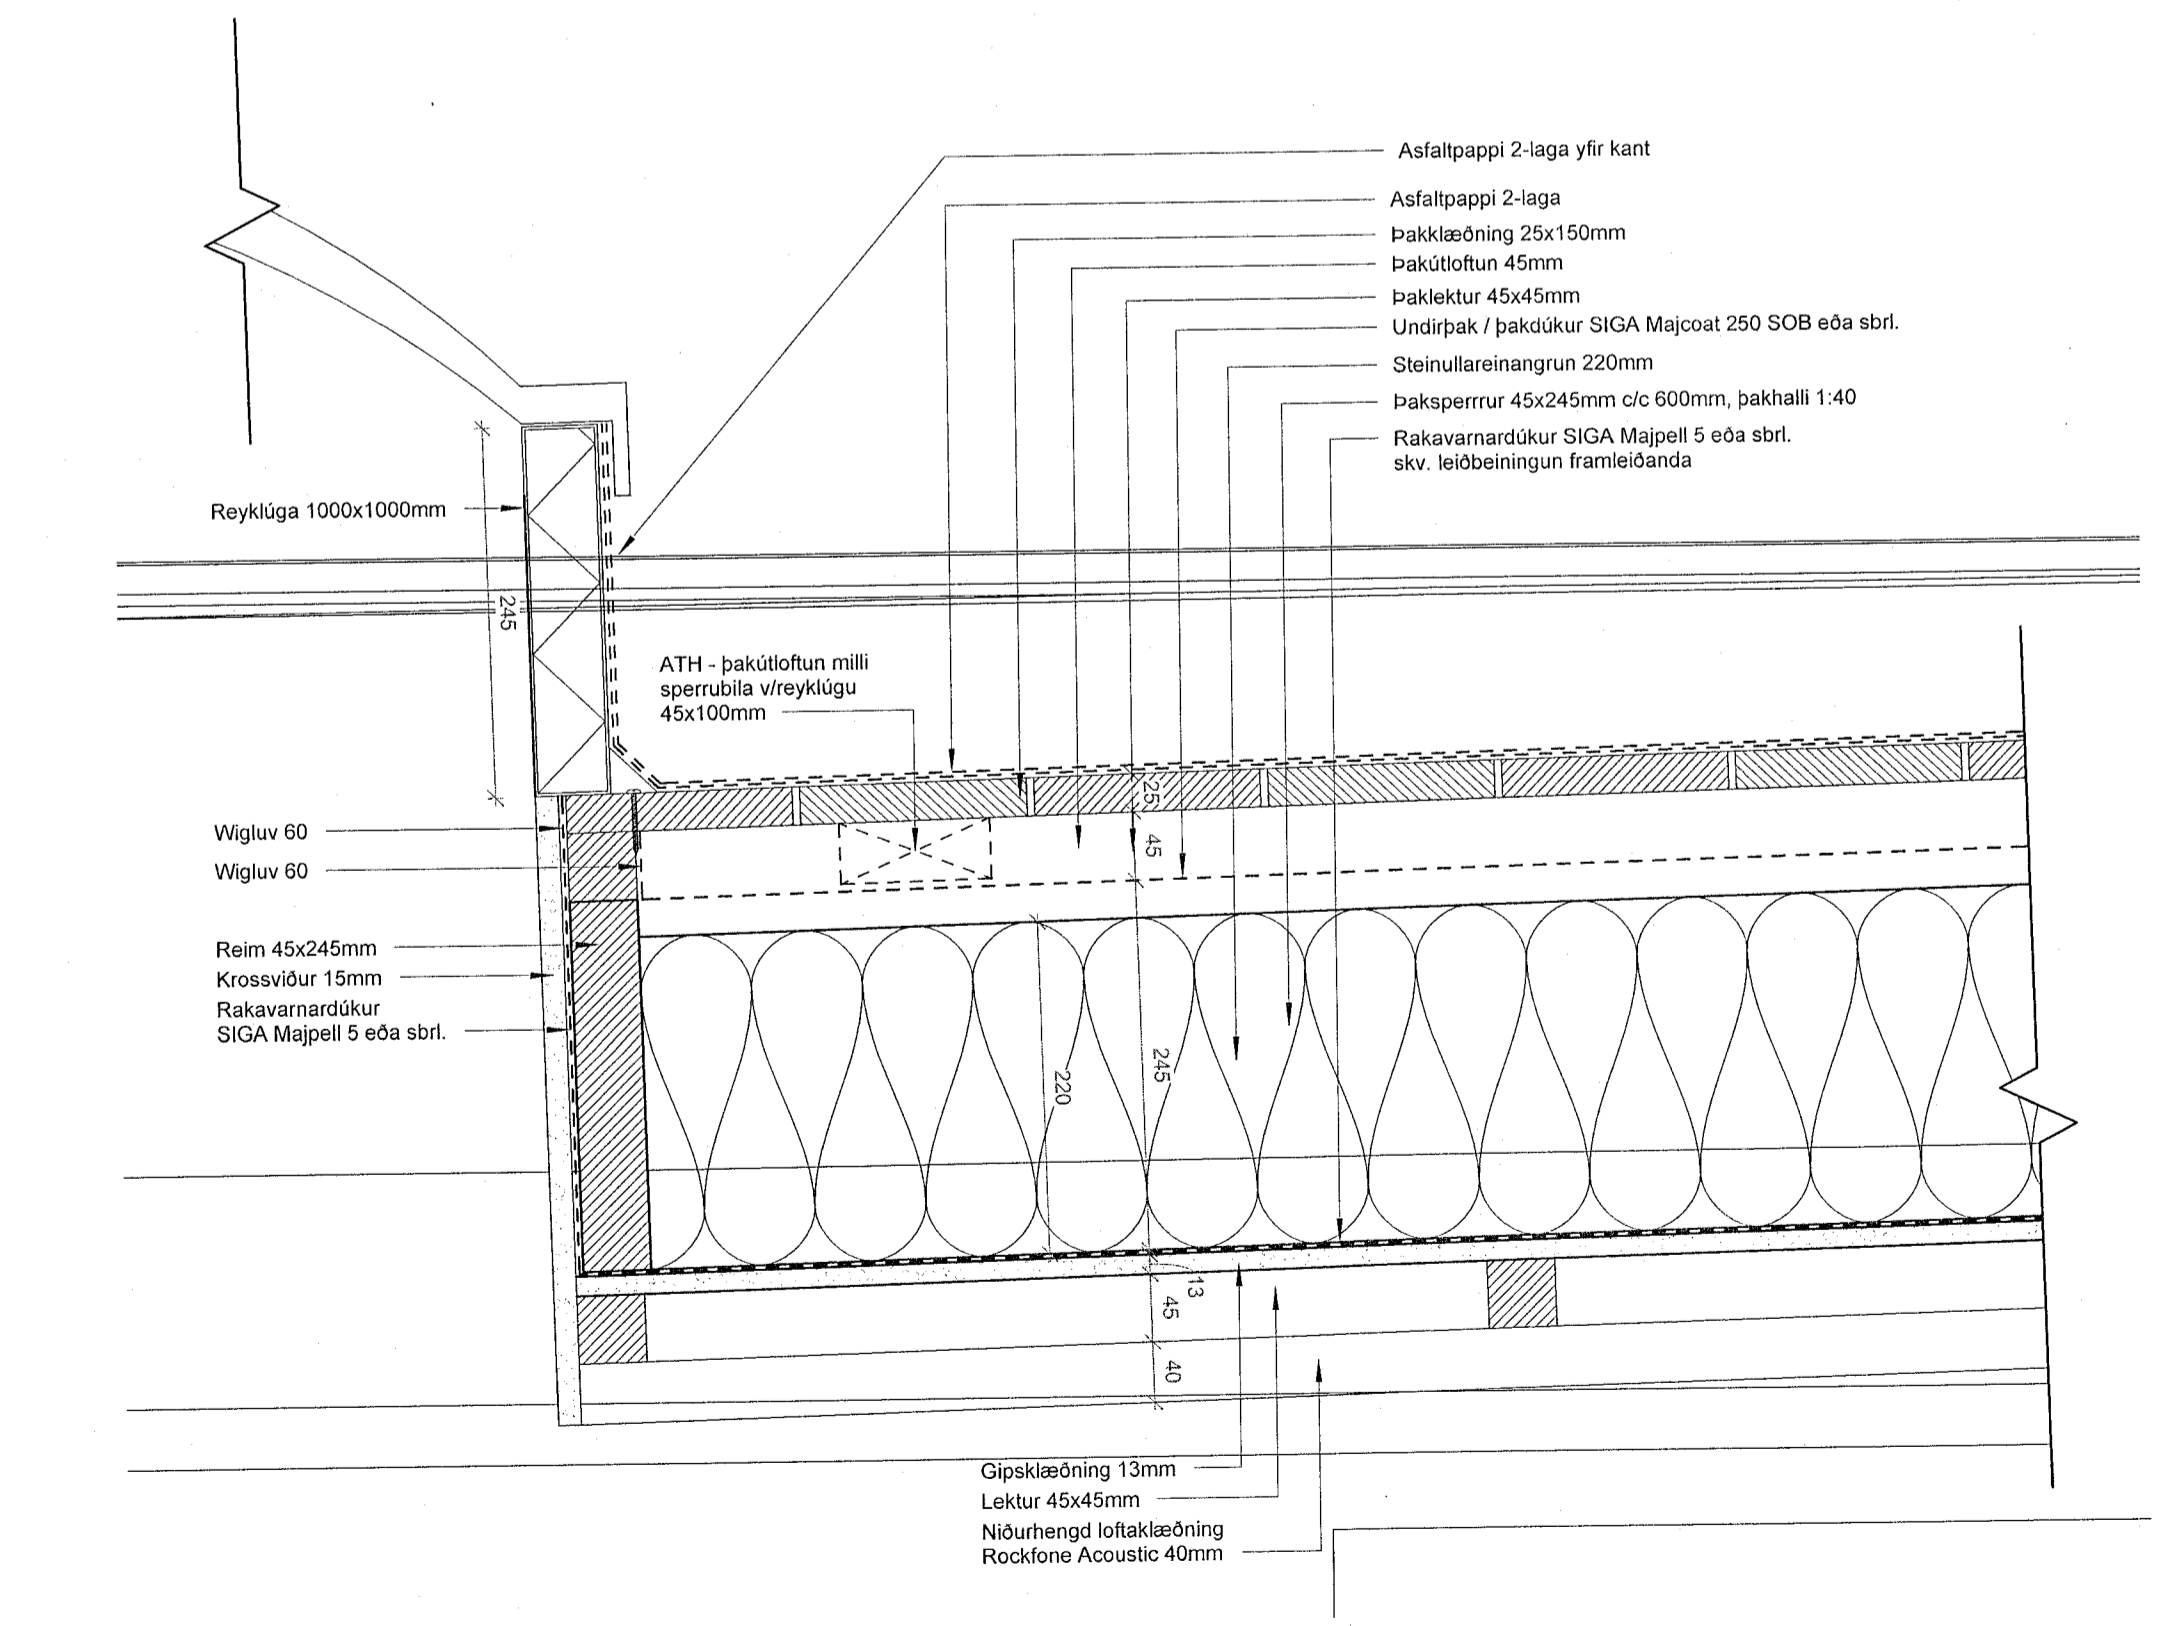 Asfaltpappi 2-laga yfir kant
Asfaltpappi 2-laga
Þakklæðning 25x150mm
Þakútloftun 45mm
Þaklektur 45x45mm
Undirþak / þakdúkur SIGA Majcoat 250 SOB eða sbrl.
Steinullareinangrun 220mm
Þaksperrrur 45x245mm c/c 600mm, þakhalli 1:40
Rakavarnardúkur SIGA Majpell 5 eða sbrl.
skv. leiðbeiningun framleiðanda
Reyklúga 1000x1000mm
245
ATH - þakútloftun milli
sperrubila v/reyklúgu
45x100mm
25
45
Wigluv 60
Wigluv 60
Reim 45x245mm
Krossviður 15mm
Rakavarnardúkur
SIGA Majpell 5 eða sbrl.
245
220
13
45
40
Gipsklæðning 13mm
Lektur 45x45mm
Niðurhengd loftaklæðning
Rockfone Acoustic 40mm